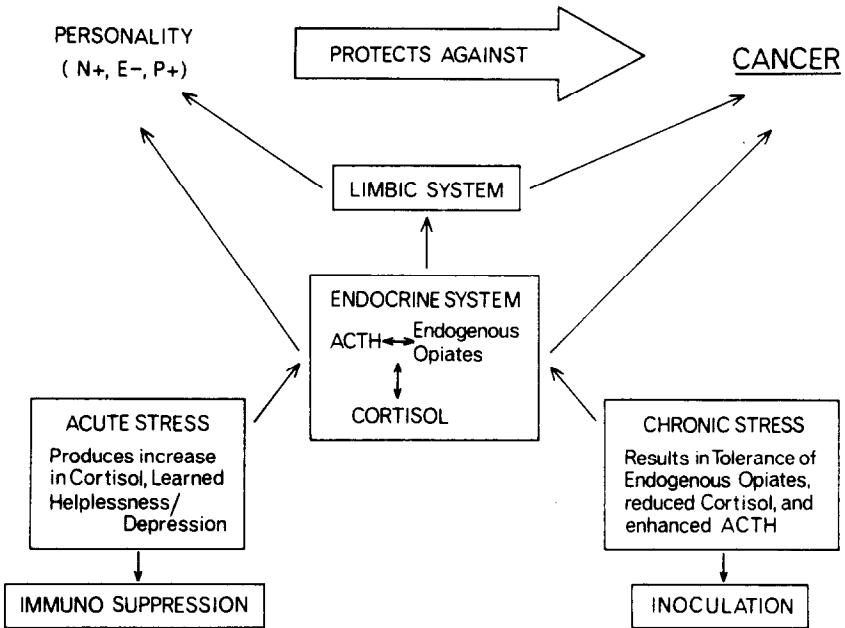 PERSONALITY
( N+, E−, P+)
PROTECTS AGAINST
CANCER
LIMBIC SYSTEM
ENDOCRINE SYSTEM
ACTH Endogenous
Opiates
CORTISOL
ACUTE STRESS
Produces increase
in Cortisol, Learned
Helplessness/
Depression
IMMUNO SUPPRESSION
CHRONIC STRESS
Results in Tolerance of
Endogenous Opiates,
reduced Cortisol, and
enhanced ACTH
INOCULATION